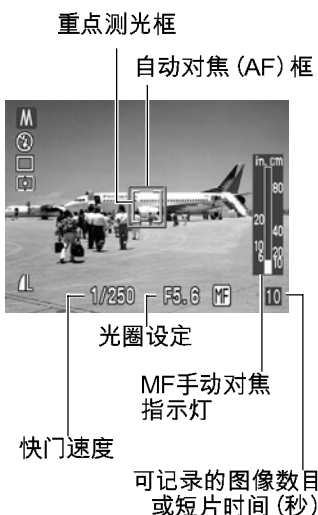 重点测光框
自动对焦(AF)框
M
in. cm
80
20 40
10 20
6 10
L
1/250 F5.6 MF 10
光圈设定
MF手动对焦
指示灯
快门速度
可记录的图像数目
或短片时间(秒)